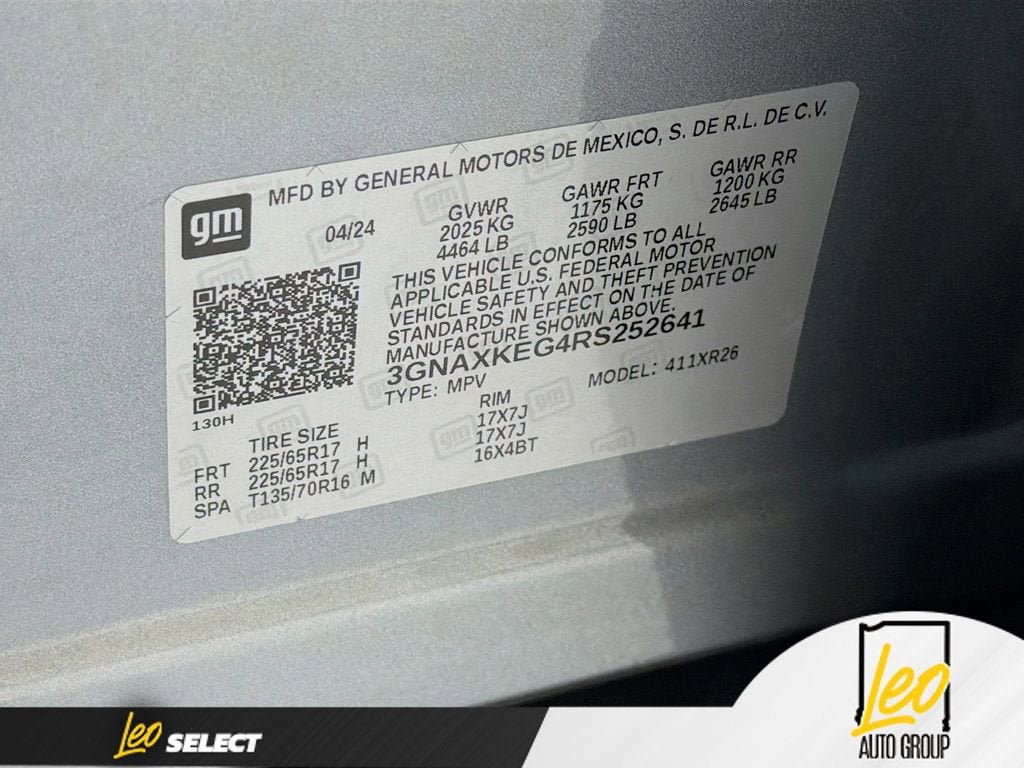 MFD BY GENERAL MOTORS DE MEXICO, S. DE R.L. DE C.V.
gm
04/24
GVWR
2025 KG
4464 LB
GAWR FRT
1175 KG
2590 LB
GAWR RR
1200 KG
2645 LB
THIS VEHICLE CONFORMS TO ALL
APPLICABLE U.S. FEDERAL MOTOR
VEHICLE SAFETY AND THEFT PREVENTION
STANDARDS IN EFFECT ON THE DATE OF
MANUFACTURE SHOWN ABOVE.
3GNAXKEG4RS252641
TYPE: MPV
MODEL: 411XR26
130H
TIRE SIZE
RIM
FRT 225/65R17 H 17X7J
RR 225/65R17 H 17X7J
SPA T135/70R16 M 16X4BT
Leo SELECT
Leo
AUTO GROUP